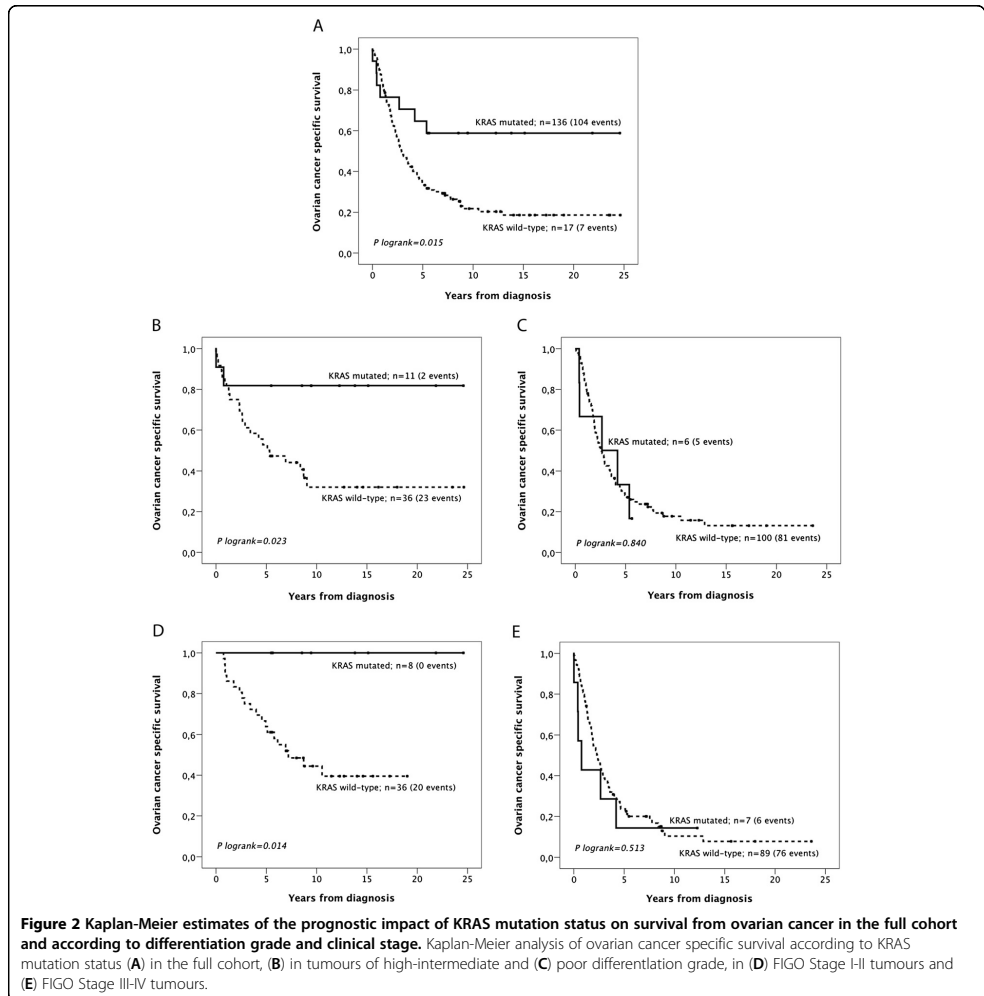 A
Ovarian cancer specific survival
1,0
0,8
0,6
0,4
0,2
0,0
KRAS mutated; n=136 (104 events)
KRAS wild-type; n=17 (7 events)
P logrank=0.015
0 5 10 15 20 25
Years from diagnosis
B
Ovarian cancer specific survival
1,0
0,8
0,6
0,4
0,2
0,0
KRAS mutated; n=11 (2 events)
KRAS wild-type; n=36 (23 events)
P logrank=0.023
0 5 10 15 20 25
Years from diagnosis
C
Ovarian cancer specific survival
1,0
0,8
0,6
0,4
0,2
0,0
KRAS mutated; n=6 (5 events)
KRAS wild-type; n=100 (81 events)
P logrank=0.840
0 5 10 15 20 25
Years from diagnosis
D
Ovarian cancer specific survival
1,0
0,8
0,6
0,4
0,2
0,0
KRAS mutated; n=8 (0 events)
KRAS wild-type; n=36 (20 events)
P logrank=0.014
0 5 10 15 20 25
Years from diagnosis
E
Ovarian cancer specific survival
1,0
0,8
0,6
0,4
0,2
0,0
KRAS mutated; n=7 (6 events)
KRAS wild-type; n=89 (76 events)
P logrank=0.513
0 5 10 15 20 25
Years from diagnosis
Figure 2 Kaplan-Meier estimates of the prognostic impact of KRAS mutation status on survival from ovarian cancer in the full cohort
and according to differentiation grade and clinical stage. Kaplan-Meier analysis of ovarian cancer specific survival according to KRAS
mutation status (A) in the full cohort, (B) in tumours of high-intermediate and (C) poor differentlation grade, in (D) FIGO Stage I-II tumours and
(E) FIGO Stage III-IV tumours.